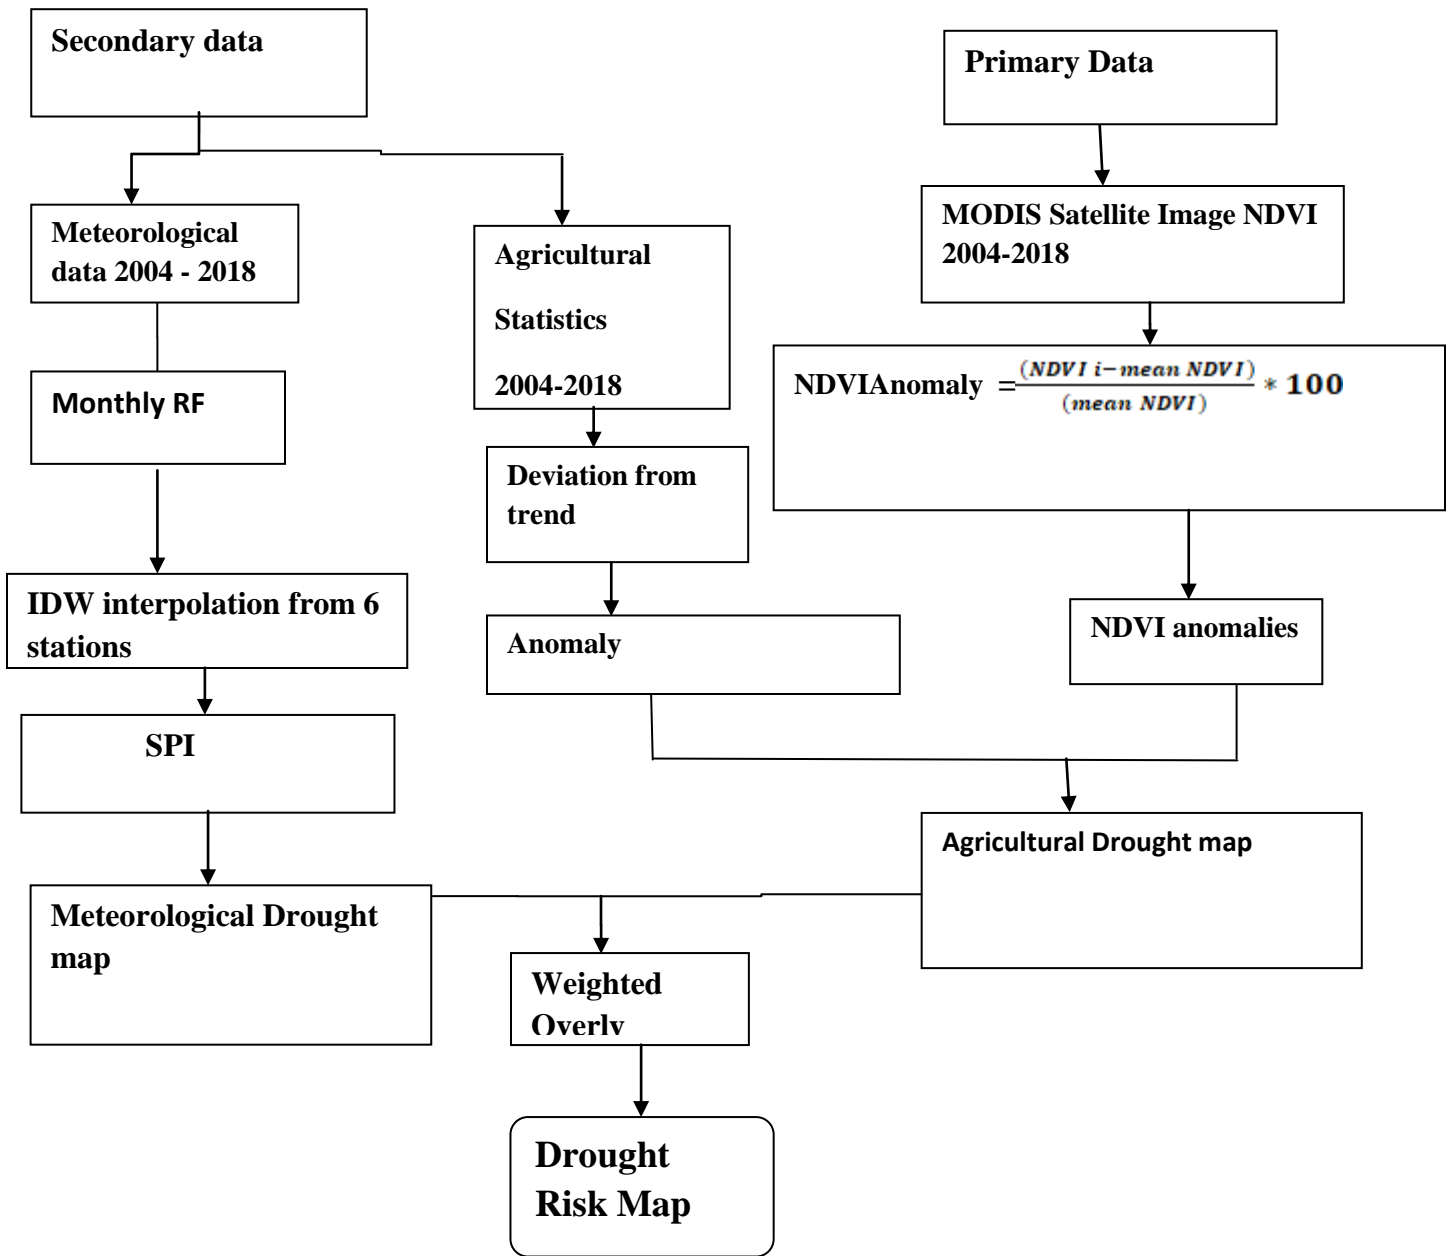 Secondary data
Primary Data
Meteorological
data 2004 - 2018
Agricultural
Statistics
2004-2018
MODIS Satellite Image NDVI
2004-2018
Monthly RF
NDVIAnomaly = (NDVI i−mean NDVI)/(mean NDVI) * 100
Deviation from
trend
IDW interpolation from 6
stations
Anomaly
NDVI anomalies
SPI
Agricultural Drought map
Meteorological Drought
map
Weighted
Overly
Drought
Risk Map